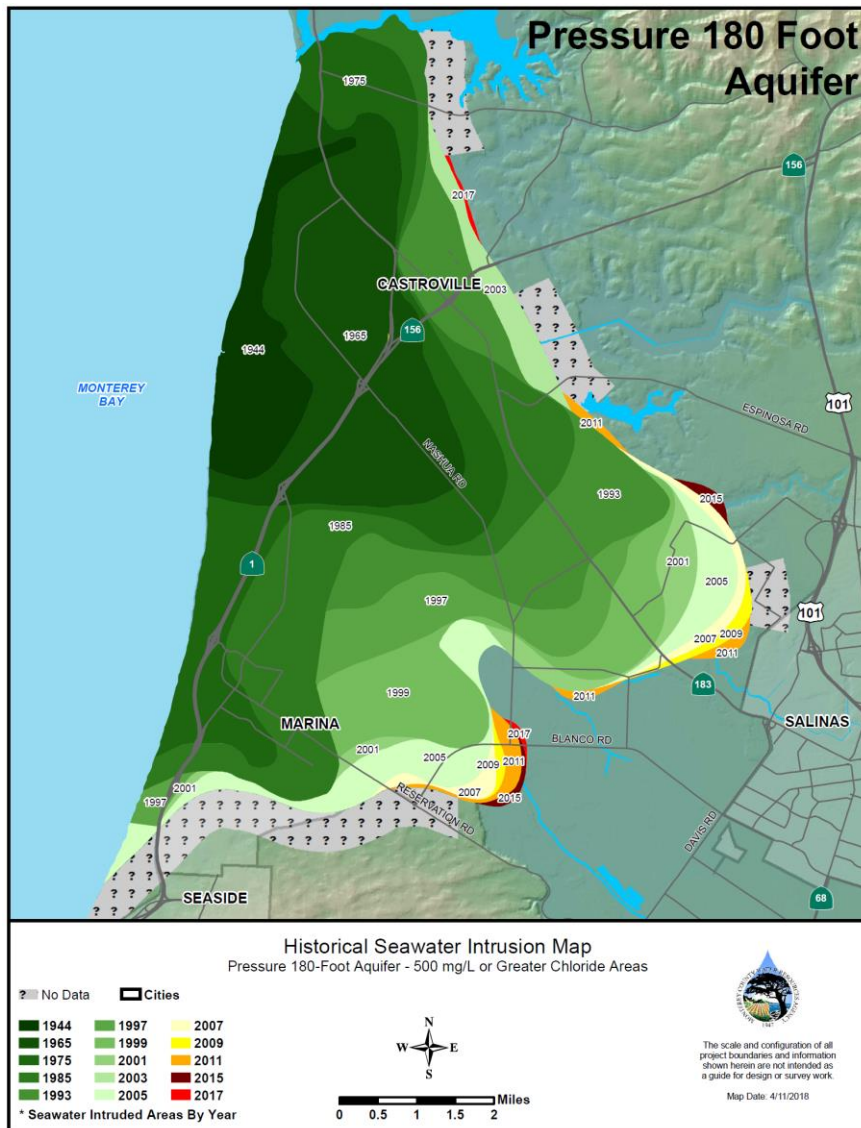 Pressure 180 Foot
Aquifer
1975
156
2017
CASTROVILLE
2003
156
1965
1944
MONTEREY
BAY
101
2011
ESPINOSA RD
NASHUA RD
1993
2015
1985
1
2001
2005
1997
101
2009
2007
2011
183
2011
1999
SALINAS
MARINA
2017
BLANCO RD
2001
2005
2009
2011
2001
2007
2015
1997
RESERVATION RD
DAVIS RD
SEASIDE
68
Historical Seawater Intrusion Map
Pressure 180-Foot Aquifer - 500 mg/L or Greater Chloride Areas
? No Data
Cities
1944 1997 2007
1965 1999 2009
1975 2001 2011
1985 2003 2015
1993 2005 2017
* Seawater Intruded Areas By Year
N
W E
S
0 0.5 1 1.5 2 Miles
MONTEREY COUNTY WATER RESOURCES AGENCY
1947
The scale and configuration of all
project boundaries and information
shown herein are not intended as
a guide for design or survey work.
Map Date: 4/11/2018